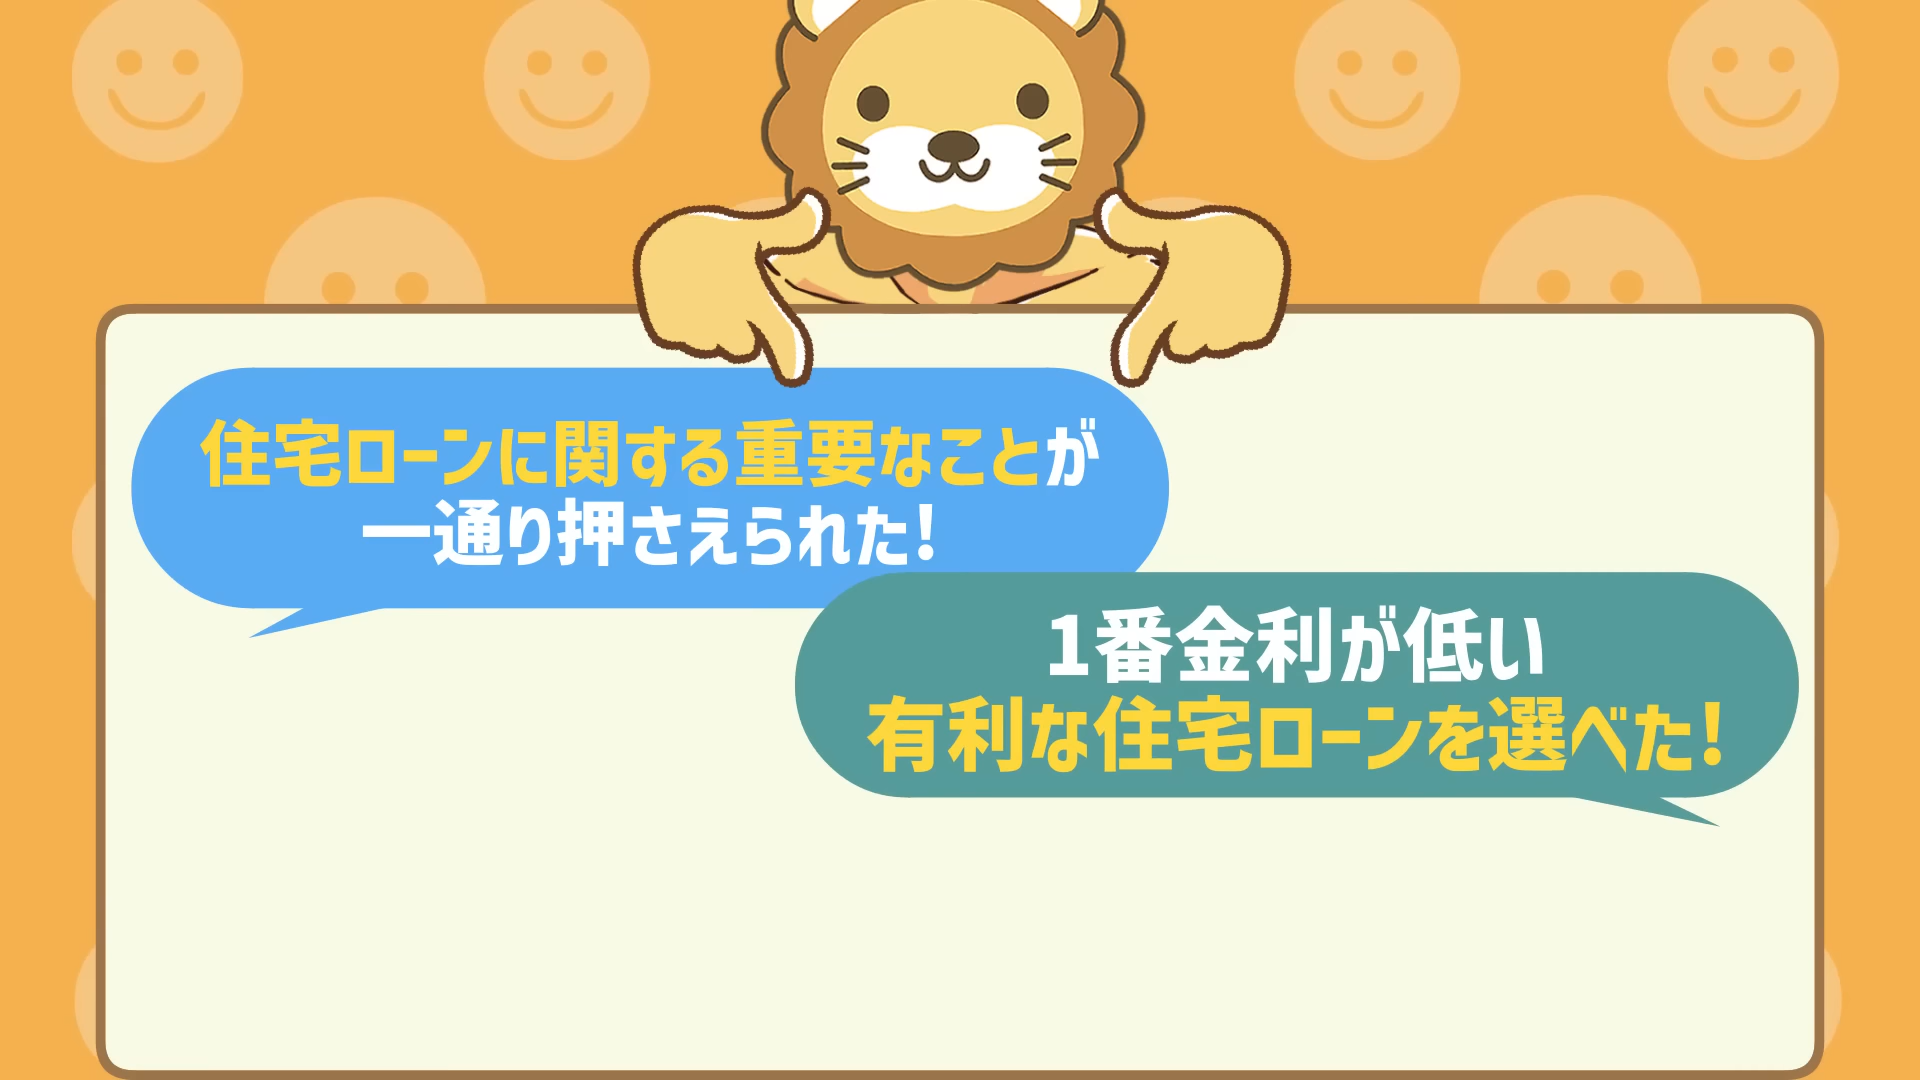 住宅ローンに関する重要なことが
一通り押さえられた!
1番金利が低い
有利な住宅ローンを選べた!